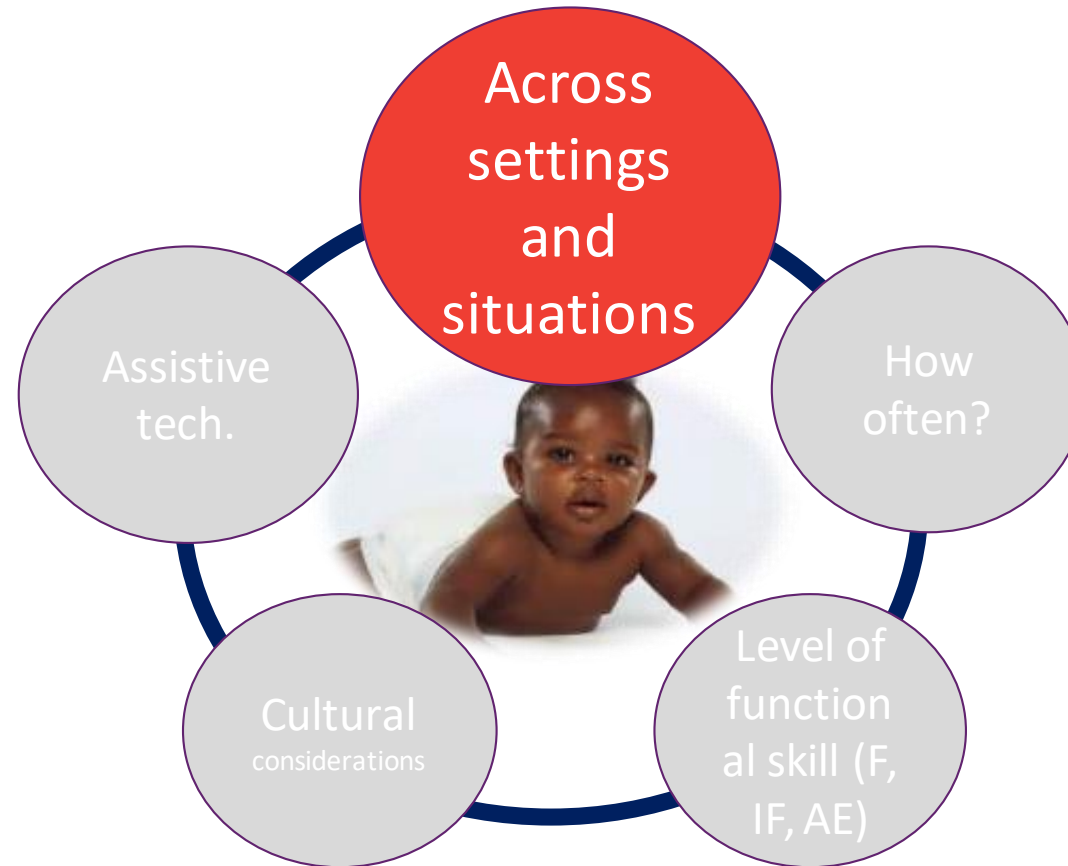 Across
settings
and
situations
How
often?
Level of
function
al skill (F,
IF, AE)
Cultural
considerations
Assistive
tech.